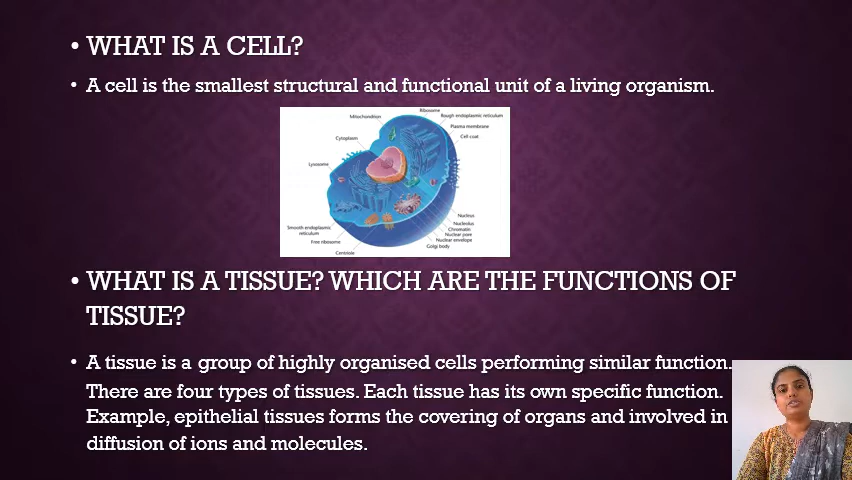 • WHAT IS A CELL?
• A cell is the smallest structural and functional unit of a living organism.
Ribosome
Mitochondrion
Rough endoplasmic reticulum
Plasma membrane
Cytoplasm
Cell coat
Lysosome
Nucleus
Nucleolus
Smooth endoplasmic
reticulum
Chromatin
Nuclear pore
Free ribosome
Nuclear envelope
Golgi body
Centriole
• WHAT IS A TISSUE? WHICH ARE THE FUNCTIONS OF
TISSUE?
• A tissue is a group of highly organised cells performing similar function.
There are four types of tissues. Each tissue has its own specific function.
Example, epithelial tissues forms the covering of organs and involved in
diffusion of ions and molecules.